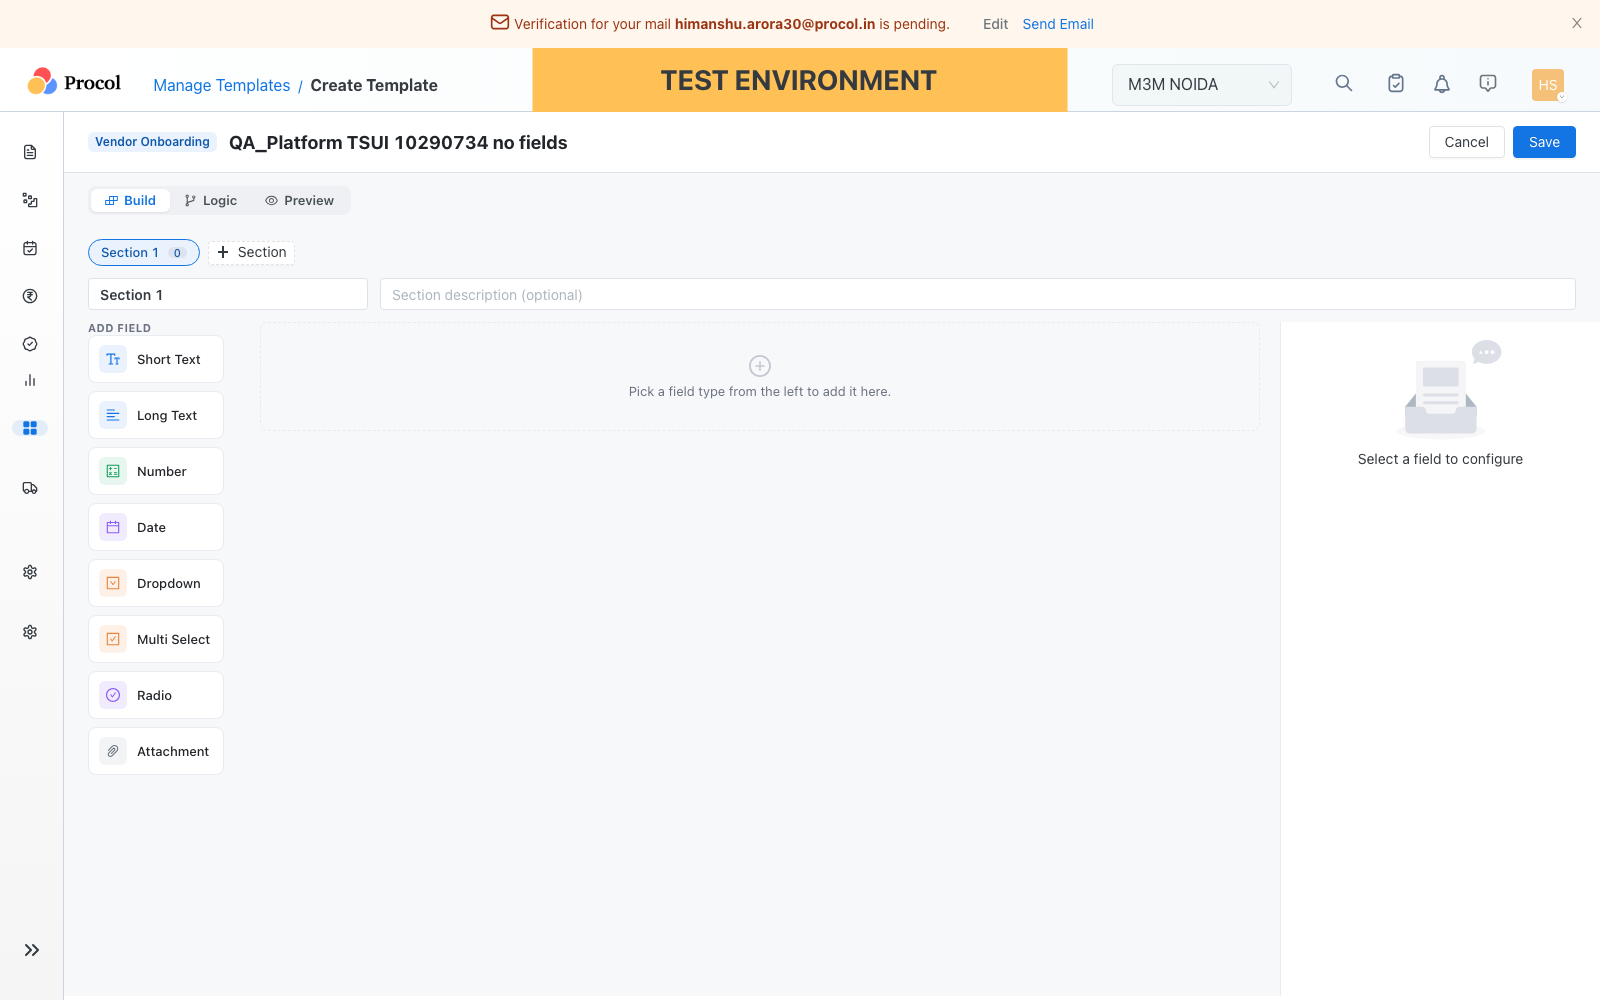 Verification for your mail himanshu.arora30@procol.in is pending. Edit Send Email
Procol
Manage Templates / Create Template
TEST ENVIRONMENT
M3M NOIDA
HS
Vendor Onboarding
QA_Platform TSUI 10290734 no fields
Cancel
Save
Build
Logic
Preview
Section 1 0
+ Section
Section 1
Section description (optional)
ADD FIELD
Short Text
Long Text
Number
Date
Dropdown
Multi Select
Radio
Attachment
Pick a field type from the left to add it here.
Select a field to configure